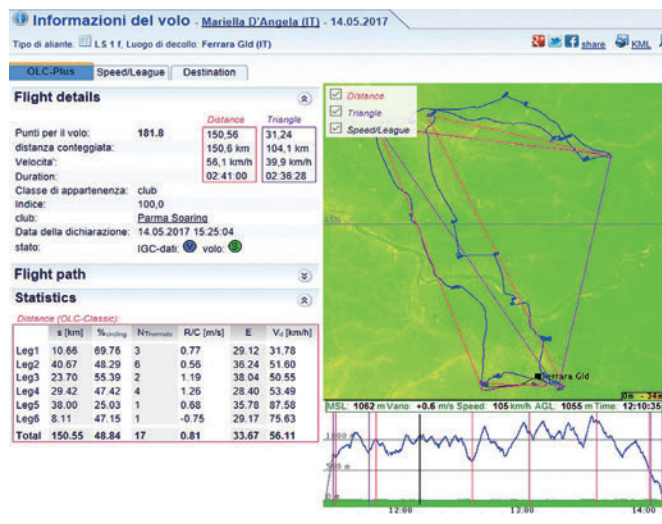 Informazioni del volo - Mariella D'Angela (IT) - 14.05.2017
Tipo di aliante: LS 1 f, Luogo di decollo: Ferrara Gld (IT)
share KML
OLC-Plus Speed/League Destination
Flight details
Distance Triangle
Punti per il volo: 181.8 150,56 31,24
distanza conteggiata: 150,6 km 104,1 km
Velocita': 56,1 km/h 39,9 km/h
Duration: 02:41:00 02:36:28
Classe di appartenenza: club
Indice: 100,0
club: Parma Soaring
Data della dichiarazione: 14.05.2017 15:25:04
stato: IGC-dati: V volo: S
Flight path
Statistics
Distance (OLC-Classic):
s [km] %circling NThermals R/C [m/s] E Vd [km/h]
Leg1 10.66 69.76 3 0.77 29.12 31.78
Leg2 40.67 48.29 6 0.56 36.24 51.60
Leg3 23.70 55.39 2 1.19 38.04 50.55
Leg4 29.42 47.42 4 1.26 28.40 53.49
Leg5 38.00 25.03 1 0.68 35.78 87.58
Leg6 8.11 47.15 1 -0.75 29.17 75.63
Total 150.55 48.84 17 0.81 33.67 56.11
Distance
Triangle
Speed/League
Ferrara Gld
MSL: 1062 m Vario: +0.6 m/s Speed: 105 km/h AGL: 1055 m Time: 12:10:35
12:00 13:00 14:00